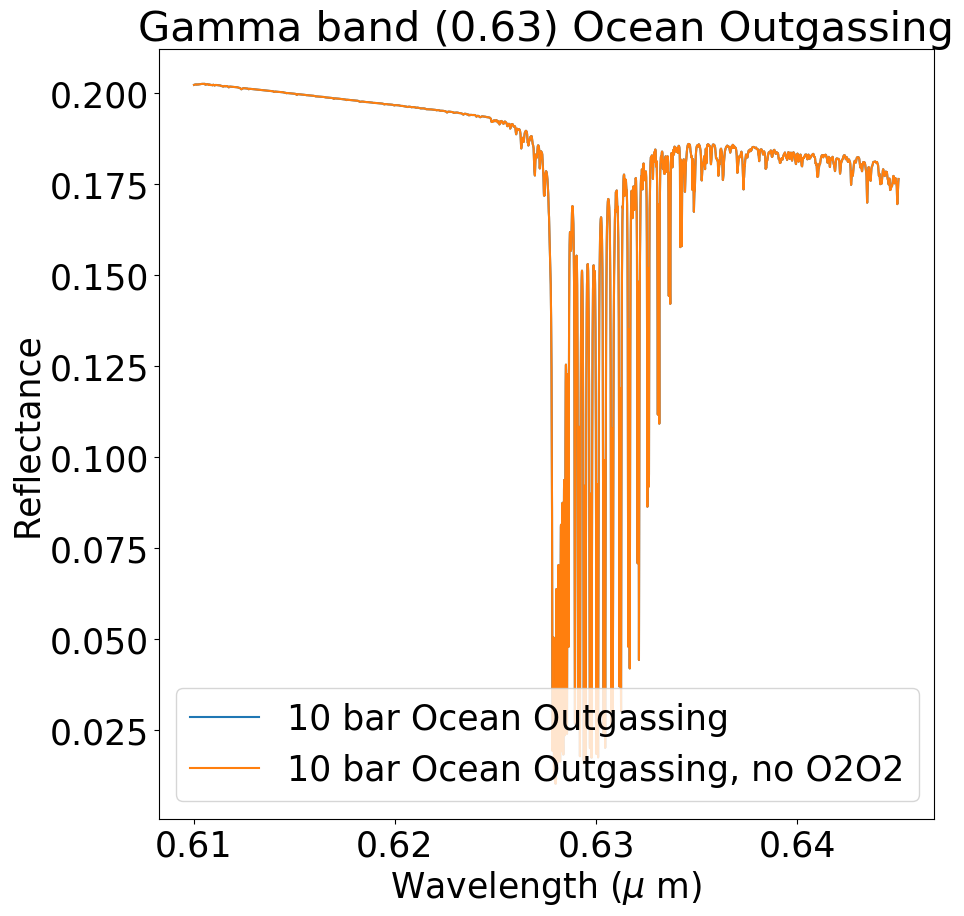 Gamma band (0.63) Ocean Outgassing
0.200
0.175
0.150
0.125
0.100
0.075
0.050
0.025
Reflectance
10 bar Ocean Outgassing
10 bar Ocean Outgassing, no O2O2
0.61 0.62 0.63 0.64
Wavelength (μ m)